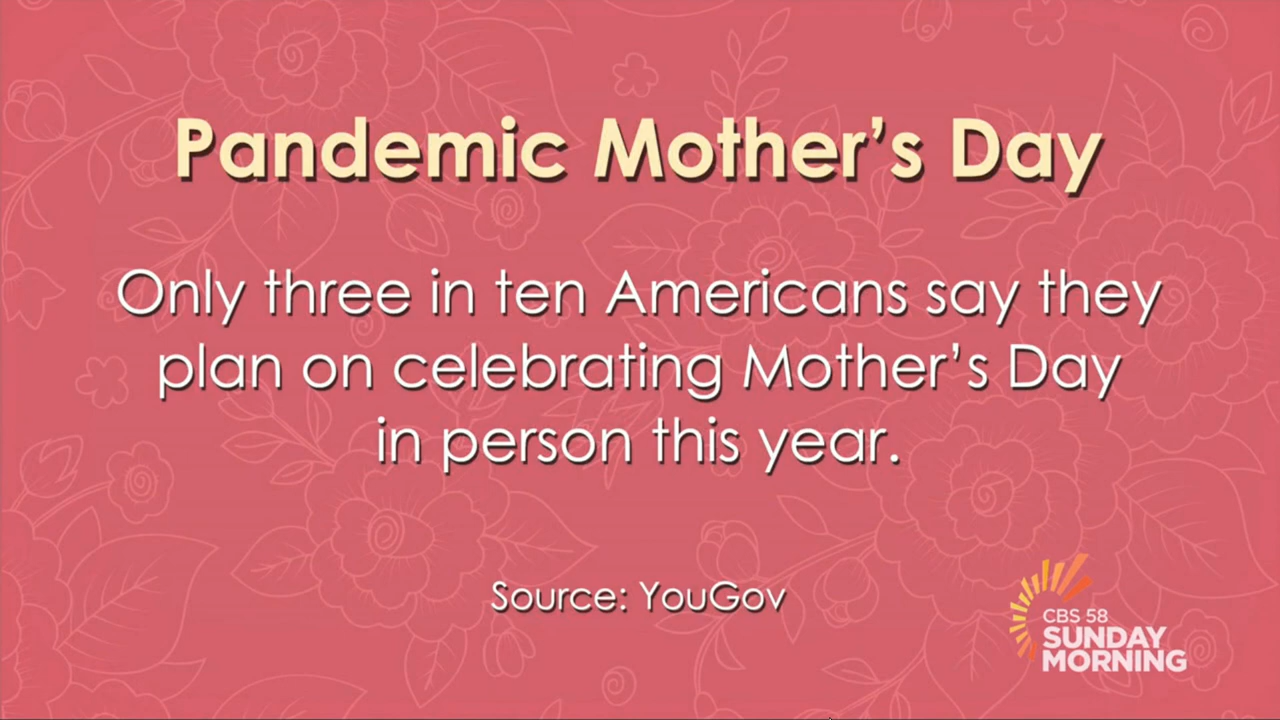 Pandemic Mother’s Day
Only three in ten Americans say they
plan on celebrating Mother’s Day
in person this year.
Source: YouGov
CBS 58
SUNDAY
MORNING